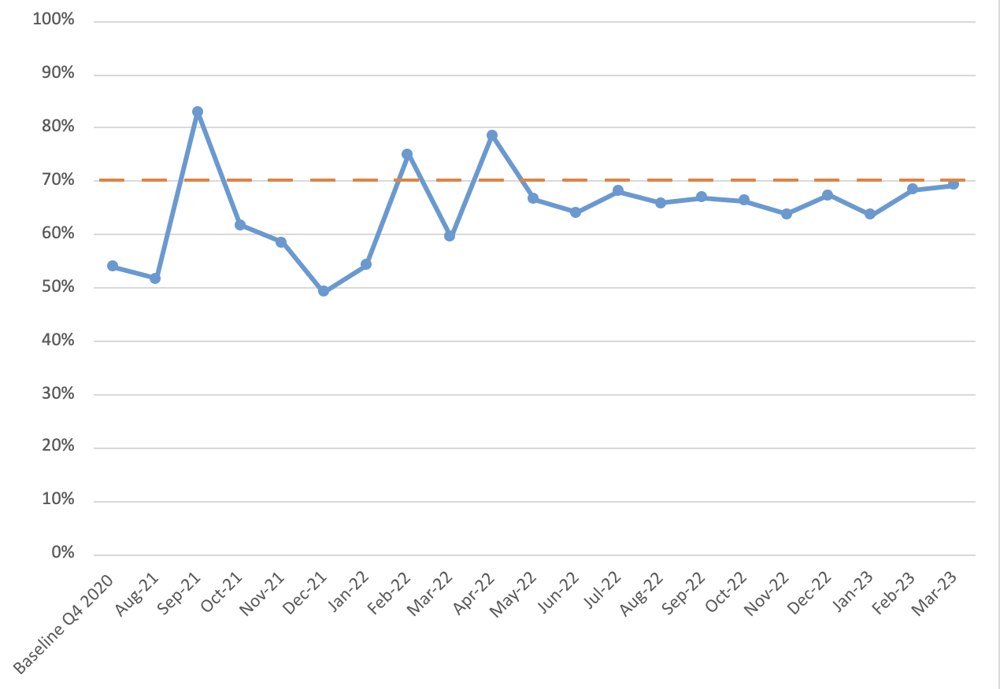 100%
90%
80%
70%
60%
50%
40%
30%
20%
10%
0%
Baseline Q4 2020
Aug-21
Sep-21
Oct-21
Nov-21
Dec-21
Jan-22
Feb-22
Mar-22
Apr-22
May-22
Jun-22
Jul-22
Aug-22
Sep-22
Oct-22
Nov-22
Dec-22
Jan-23
Feb-23
Mar-23